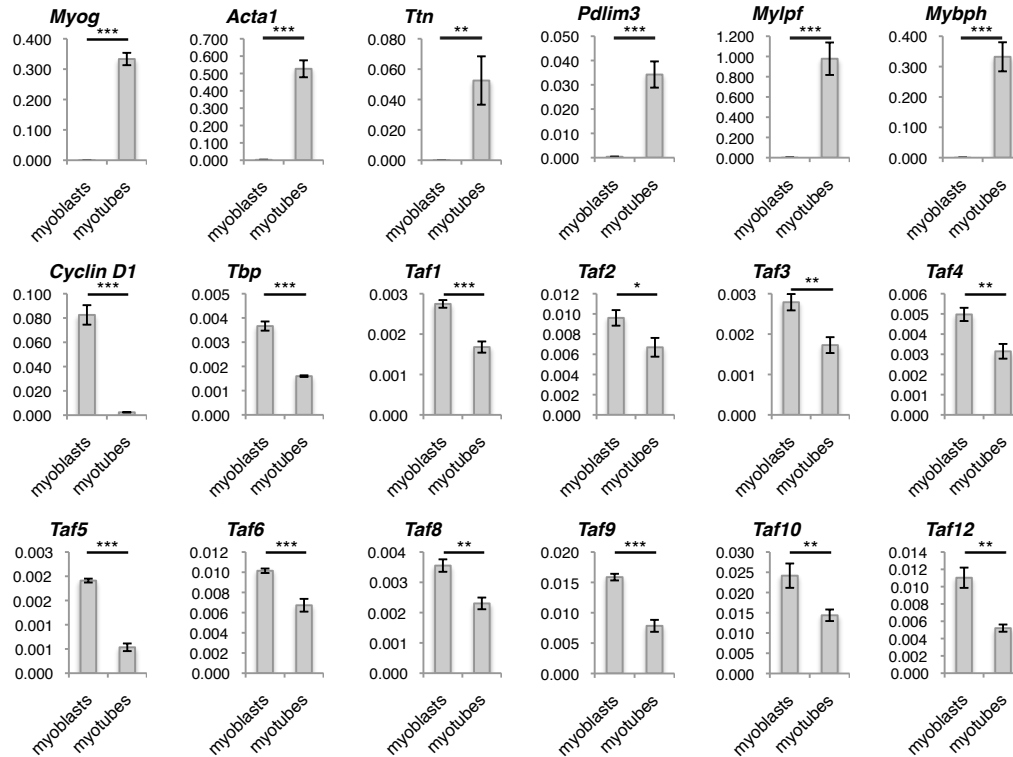 Myog Acta1 Ttn Pdlim3 Mylpf Mybph
*** *** ** *** *** ***
0.400 0.700 0.080 0.050 1.200 0.400
0.300 0.600 0.060 0.040 1.000 0.300
0.200 0.500 0.040 0.030 0.800 0.200
0.100 0.400 0.020 0.020 0.600 0.100
0.000 0.300 0.000 0.010 0.400 0.000
0.200 0.000 0.200
0.100 0.000
0.000
myoblasts myotubes myoblasts myotubes myoblasts myotubes myoblasts myotubes myoblasts myotubes myoblasts myotubes
Cyclin D1 Tbp Taf1 Taf2 Taf3 Taf4
*** *** *** * ** **
0.100 0.005 0.003 0.012 0.003 0.006
0.080 0.004 0.002 0.010 0.002 0.005
0.060 0.003 0.001 0.008 0.001 0.004
0.040 0.002 0.000 0.006 0.000 0.003
0.020 0.001 0.004 0.002
0.000 0.000 0.002 0.001
0.000 0.000
myoblasts myotubes myoblasts myotubes myoblasts myotubes myoblasts myotubes myoblasts myotubes myoblasts myotubes
Taf5 Taf6 Taf8 Taf9 Taf10 Taf12
*** *** ** *** ** **
0.003 0.012 0.004 0.020 0.030 0.014
0.002 0.010 0.003 0.015 0.025 0.012
0.002 0.008 0.002 0.010 0.020 0.010
0.001 0.006 0.001 0.005 0.015 0.008
0.001 0.004 0.000 0.000 0.010 0.006
0.000 0.002 0.005 0.004
0.000 0.000 0.002
0.000
myoblasts myotubes myoblasts myotubes myoblasts myotubes myoblasts myotubes myoblasts myotubes myoblasts myotubes